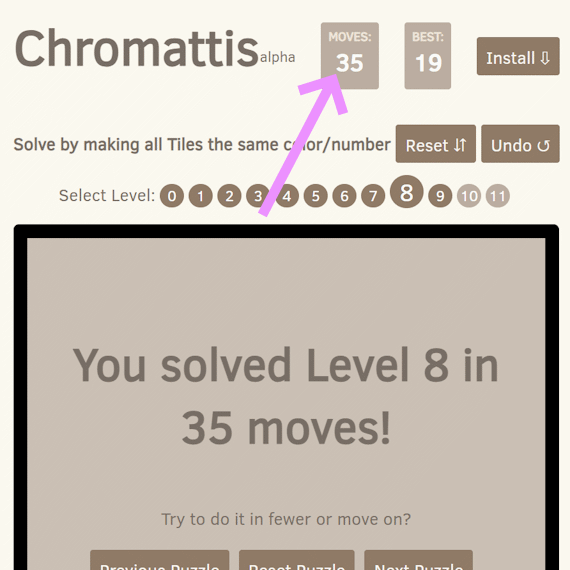 Chromattis alpha
MOVES:
35
BEST:
19
Install ⇩
Solve by making all Tiles the same color/number
Reset ⇵
Undo ↺
Select Level: 0 1 2 3 4 5 6 7 8 9 10 11
You solved Level 8 in
35 moves!
Try to do it in fewer or move on?
Previous Puzzle
Reset Puzzle
Next Puzzle